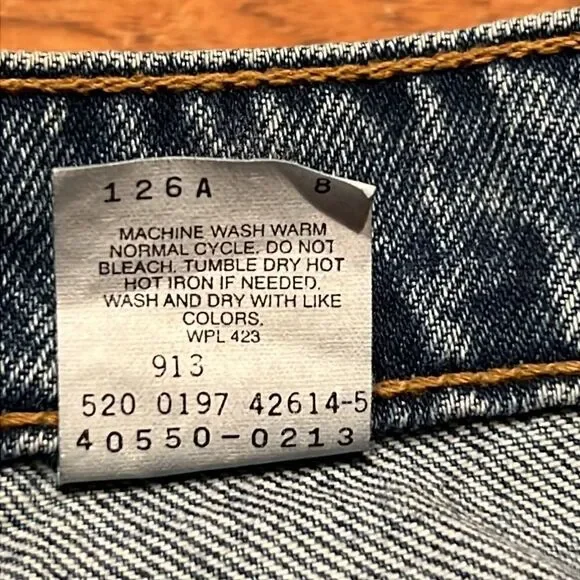 126A 8
MACHINE WASH WARM
NORMAL CYCLE. DO NOT
BLEACH. TUMBLE DRY HOT
HOT IRON IF NEEDED.
WASH AND DRY WITH LIKE
COLORS.
WPL 423
913
520 0197 42614-5
40550-0213